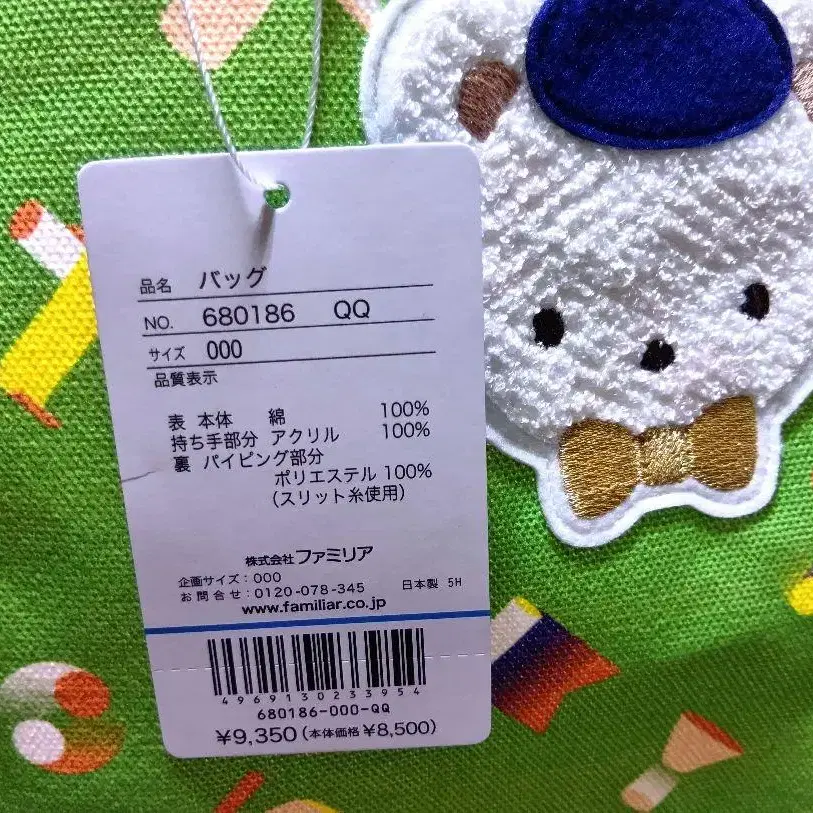 品名 バッグ
NO. 680186 QQ
サイズ 000
品質表示
表 本体 綿 100%
持ち手部分 アクリル 100%
裏 パイピング部分
ポリエステル 100%
(スリット糸使用)
株式会社 ファミリア
企画サイズ:000
お問合せ:0120-078-345 日本製 5H
www.familiar.co.jp
4969130233954
680186-000-QQ
¥9,350(本体価格¥8,500)